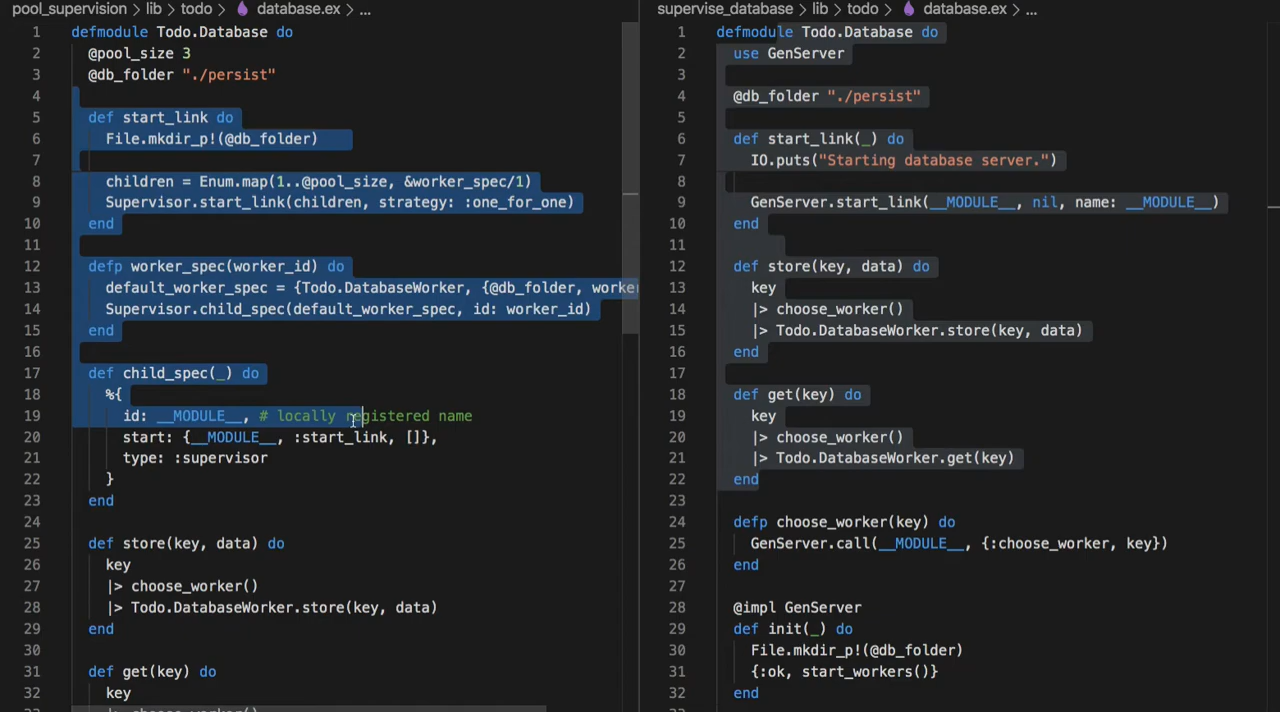 pool_supervision > lib > todo > database.ex > ...
1 defmodule Todo.Database do
2 @pool_size 3
3 @db_folder "./persist"
4
5 def start_link do
6 File.mkdir_p!(@db_folder)
7
8 children = Enum.map(1..@pool_size, &worker_spec/1)
9 Supervisor.start_link(children, strategy: :one_for_one)
10 end
11
12 defp worker_spec(worker_id) do
13 default_worker_spec = {Todo.DatabaseWorker, {@db_folder, worker
14 Supervisor.child_spec(default_worker_spec, id: worker_id)
15 end
16
17 def child_spec(_) do
18 %{
19 id: __MODULE__, # locally registered name
20 start: {__MODULE__, :start_link, []},
21 type: :supervisor
22 }
23 end
24
25 def store(key, data) do
26 key
27 |> choose_worker()
28 |> Todo.DatabaseWorker.store(key, data)
29 end
30
31 def get(key) do
32 key
|> choose_worker()
supervise_database > lib > todo > database.ex > ...
1 defmodule Todo.Database do
2 use GenServer
3
4 @db_folder "./persist"
5
6 def start_link(_) do
7 IO.puts("Starting database server.")
8
9 GenServer.start_link(__MODULE__, nil, name: __MODULE__)
10 end
11
12 def store(key, data) do
13 key
14 |> choose_worker()
15 |> Todo.DatabaseWorker.store(key, data)
16 end
17
18 def get(key) do
19 key
20 |> choose_worker()
21 |> Todo.DatabaseWorker.get(key)
22 end
23
24 defp choose_worker(key) do
25 GenServer.call(__MODULE__, {:choose_worker, key})
26 end
27
28 @impl GenServer
29 def init(_) do
30 File.mkdir_p!(@db_folder)
31 {:ok, start_workers()}
32 end